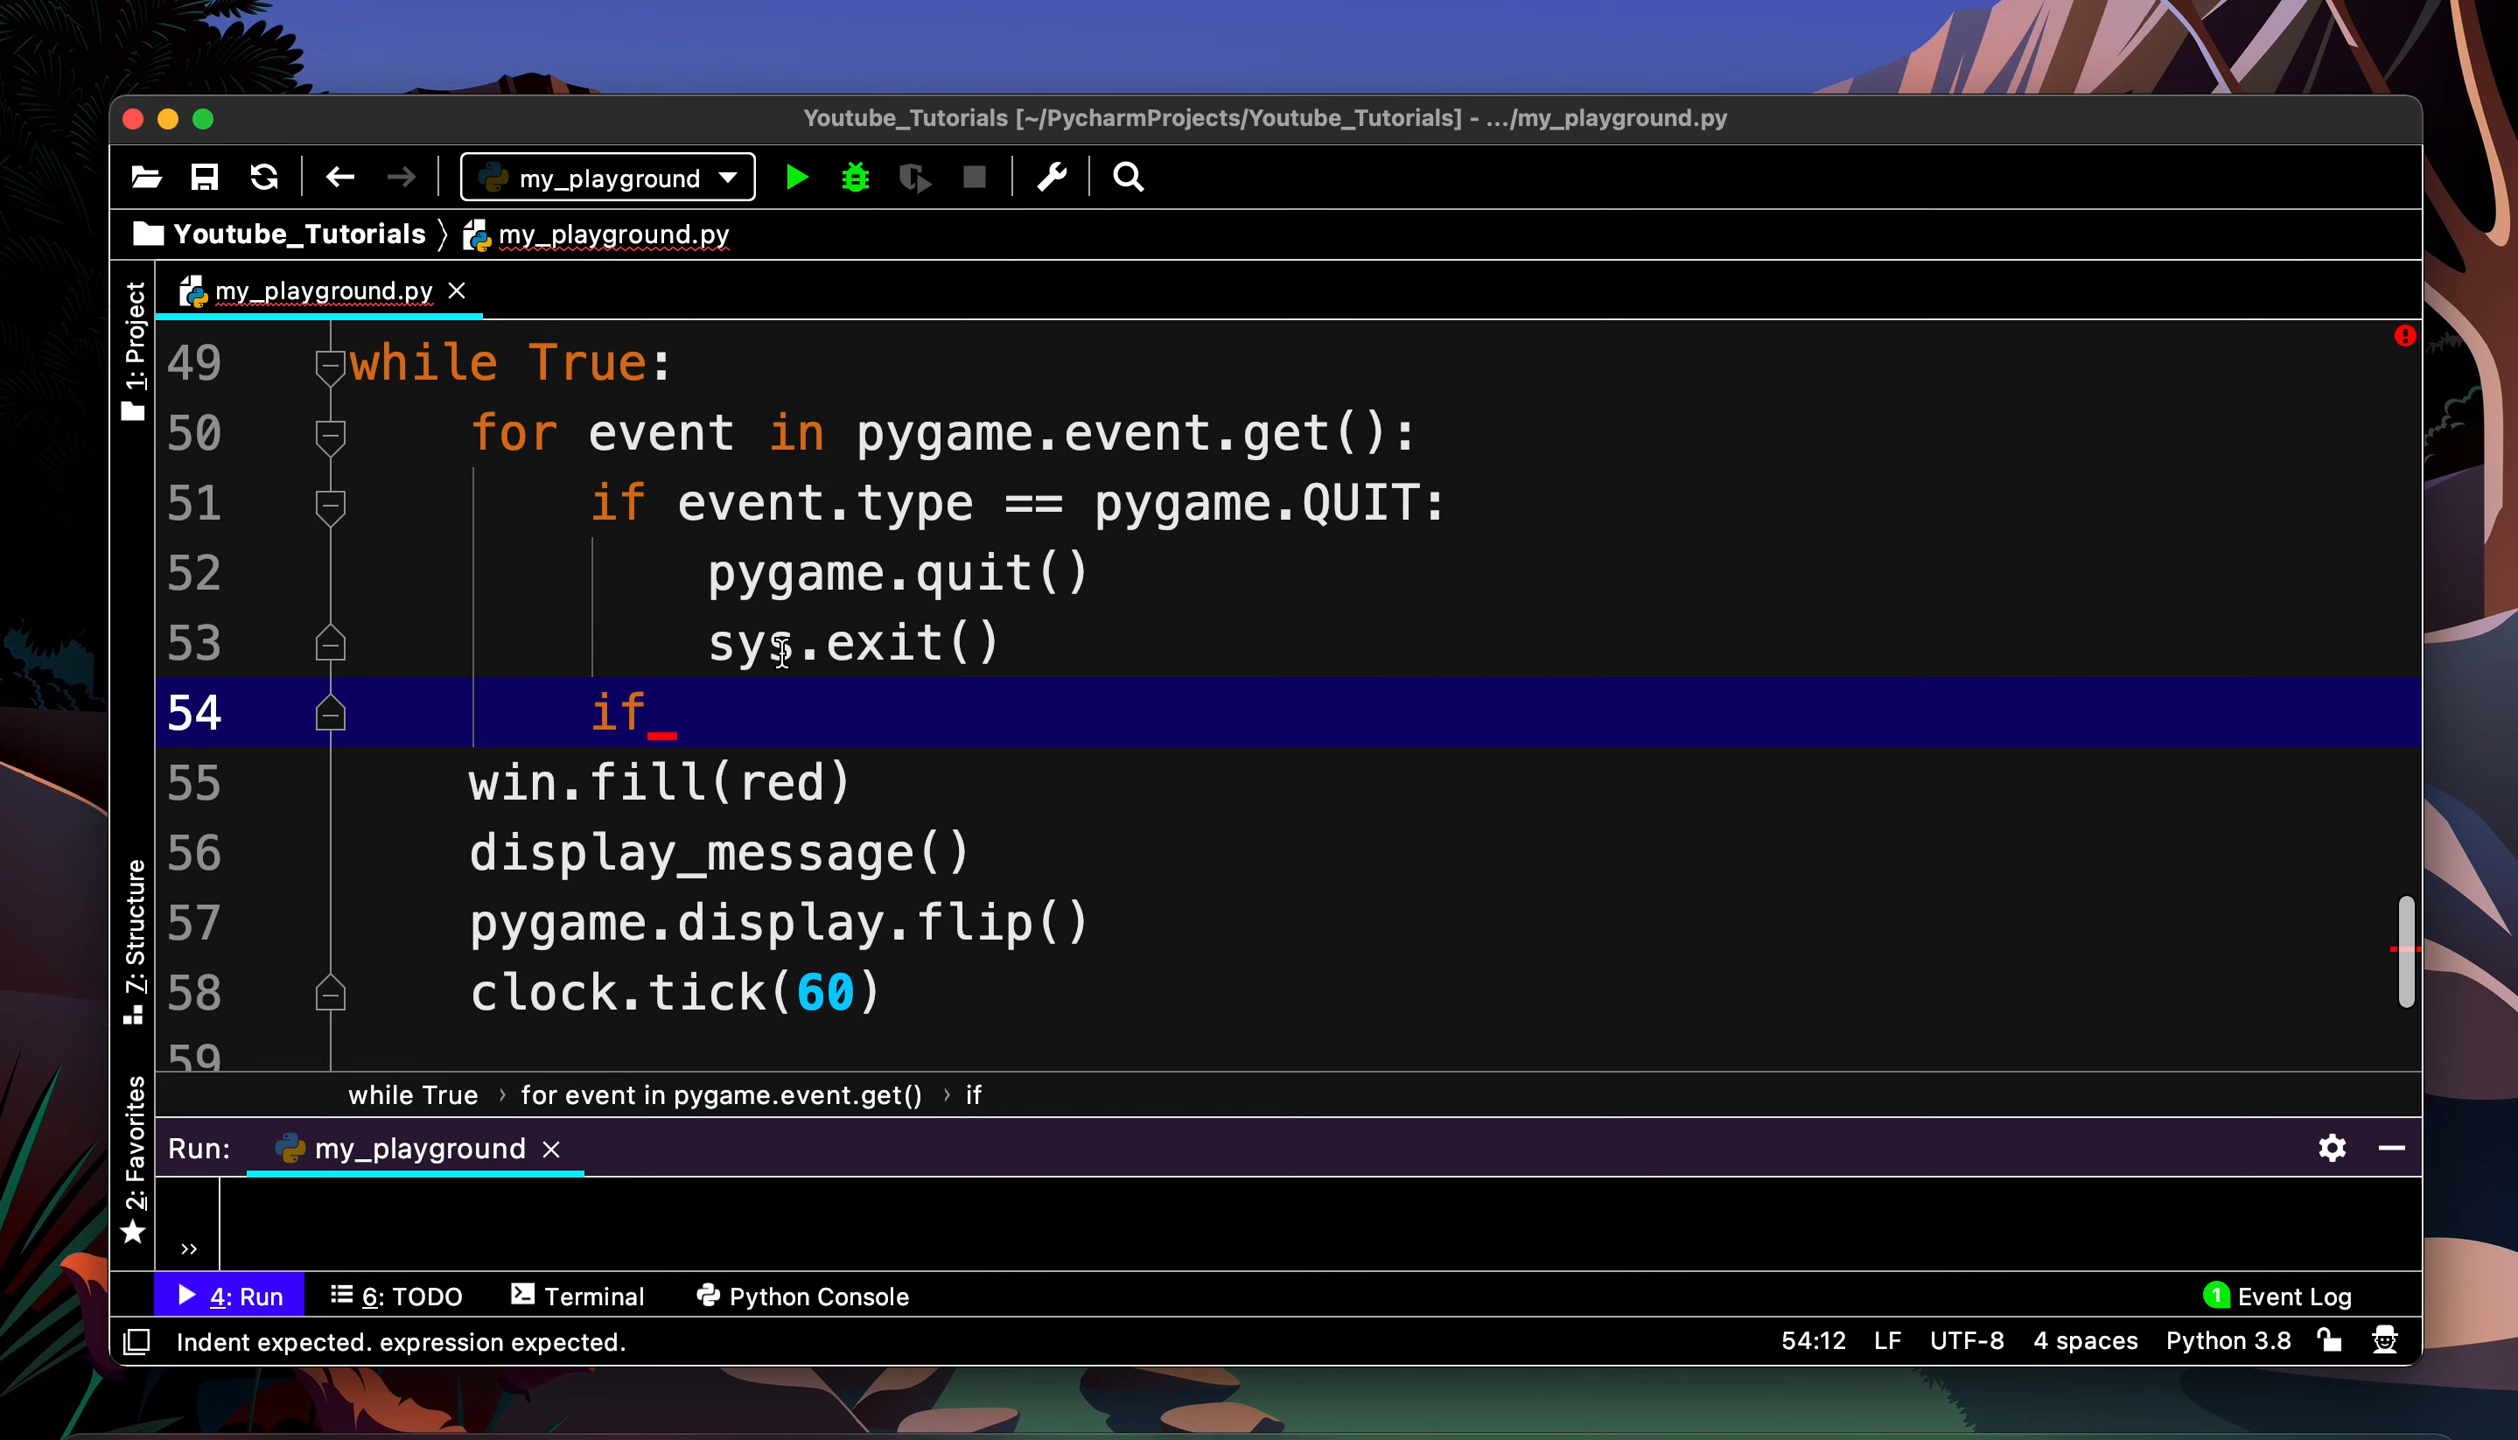 Youtube_Tutorials [~/PycharmProjects/Youtube_Tutorials] - .../my_playground.py
my_playground
Youtube_Tutorials 〉 my_playground.py
my_playground.py ×
1: Project
7: Structure
2: Favorites
49 while True:
50 for event in pygame.event.get():
51 if event.type == pygame.QUIT:
52 pygame.quit()
53 sys.exit()
54 if
55 win.fill(red)
56 display_message()
57 pygame.display.flip()
58 clock.tick(60)
59
while True › for event in pygame.event.get() › if
Run: my_playground ×
»
4: Run 6: TODO Terminal Python Console 1 Event Log
Indent expected. expression expected. 54:12 LF UTF-8 4 spaces Python 3.8